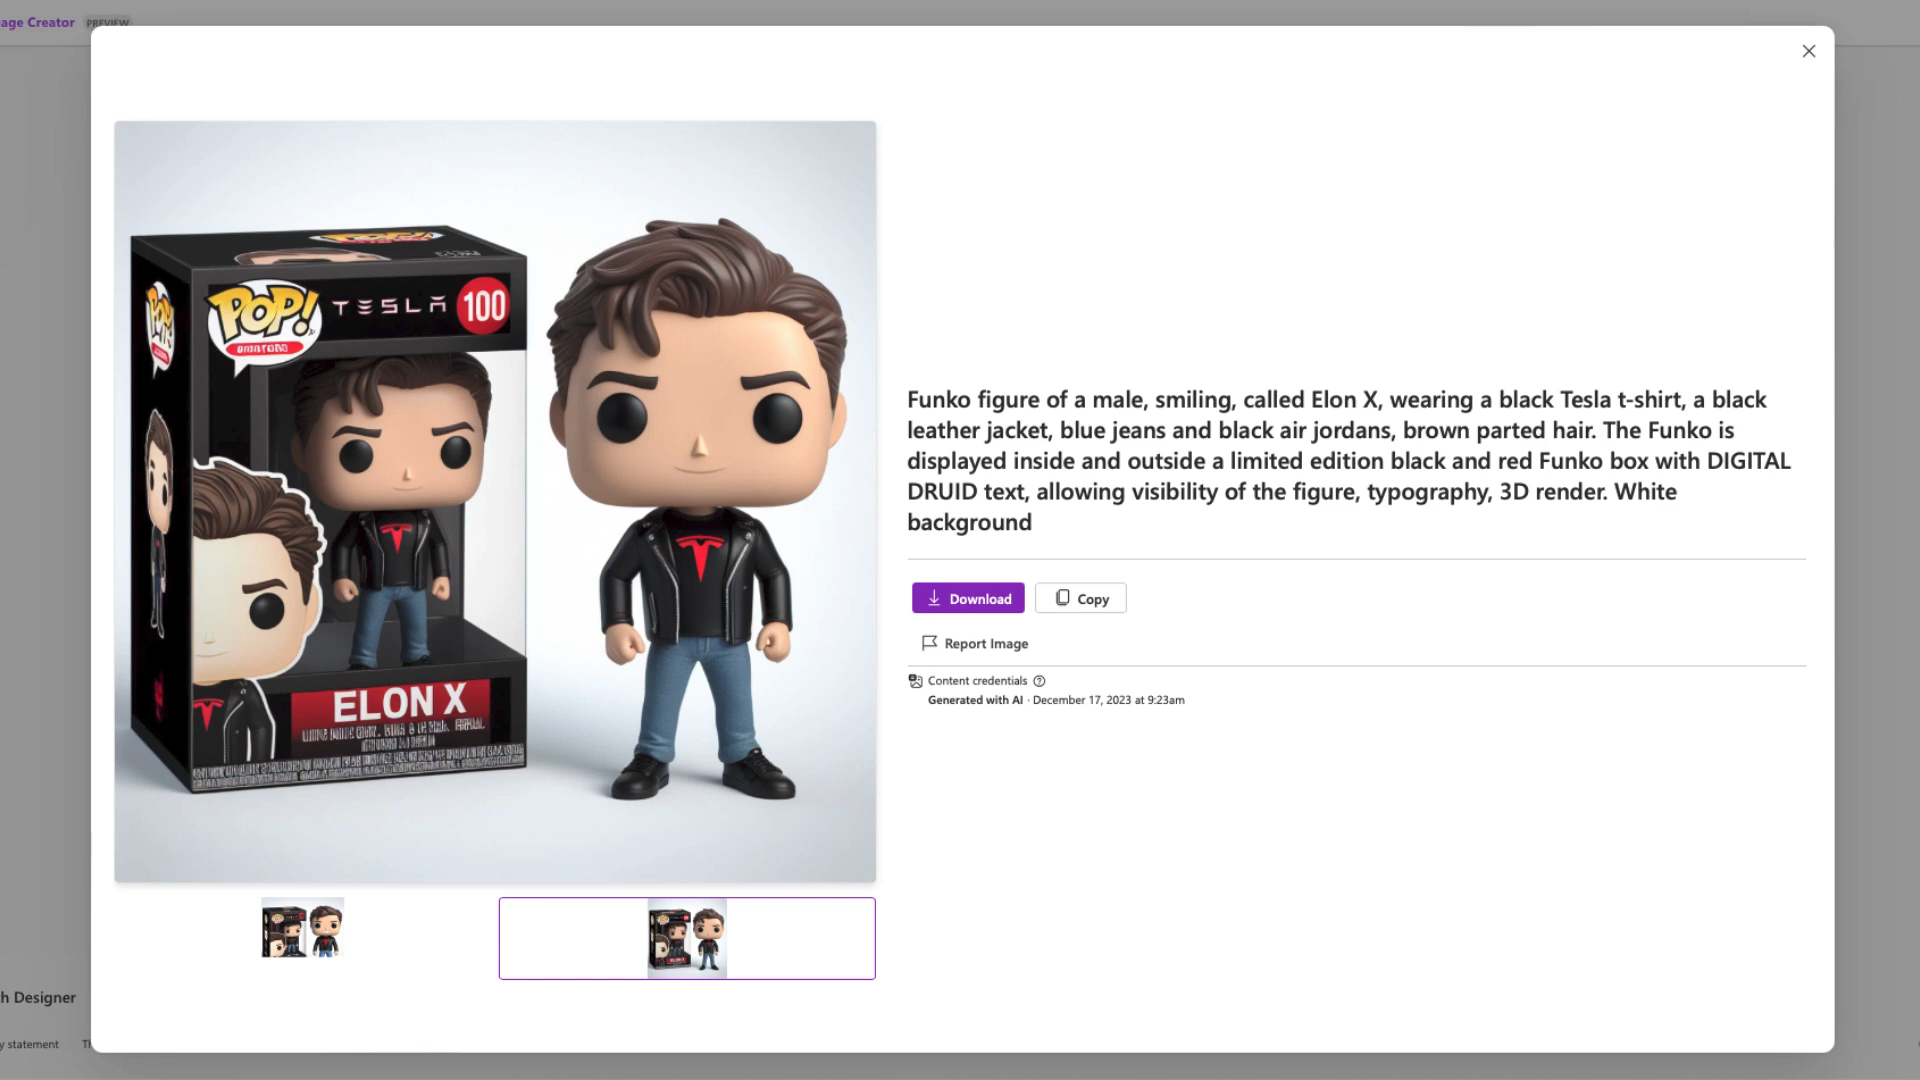 age Creator PREVIEW
POP! TESLA 100
ELON X
Funko figure of a male, smiling, called Elon X, wearing a black Tesla t-shirt, a black
leather jacket, blue jeans and black air jordans, brown parted hair. The Funko is
displayed inside and outside a limited edition black and red Funko box with DIGITAL
DRUID text, allowing visibility of the figure, typography, 3D render. White
background
Download Copy
Report Image
Content credentials
Generated with AI · December 17, 2023 at 9:23am
h Designer
y statement Th